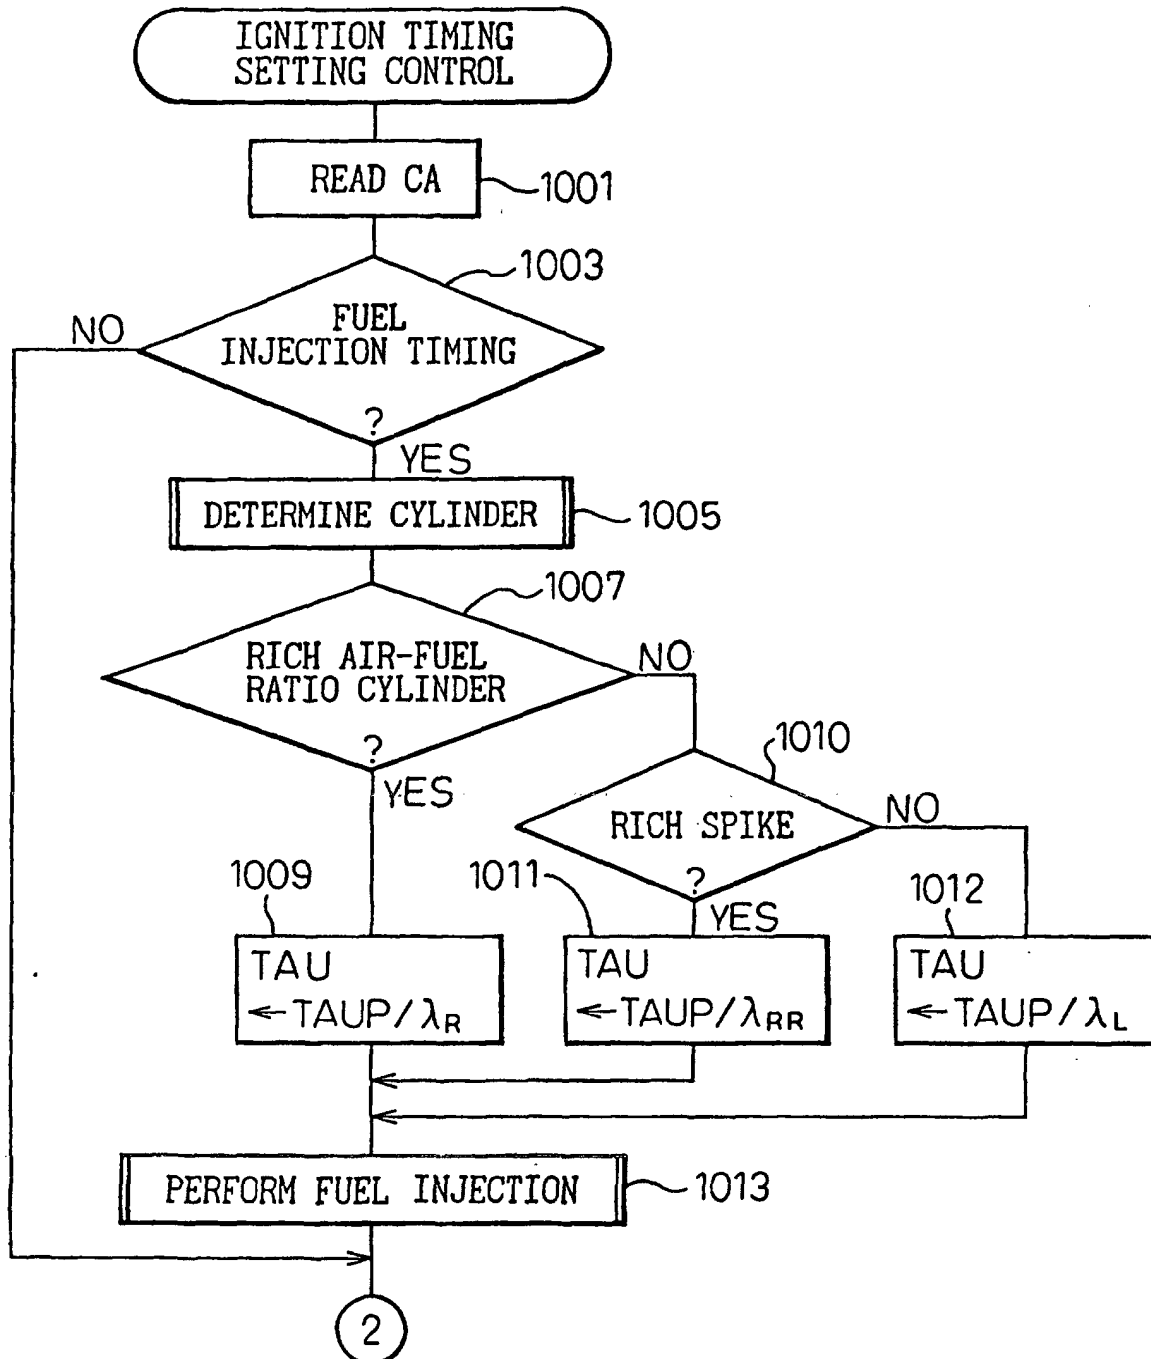 IGNITION TIMING
SETTING CONTROL
READ CA
1001
1003
NO
FUEL
INJECTION TIMING
?
YES
DETERMINE CYLINDER
1005
1007
RICH AIR-FUEL
RATIO CYLINDER
?
NO
YES
1010
RICH SPIKE
?
NO
YES
1009
TAU
← TAUP/λR
1011
TAU
← TAUP/λRR
1012
TAU
← TAUP/λL
PERFORM FUEL INJECTION
1013
2